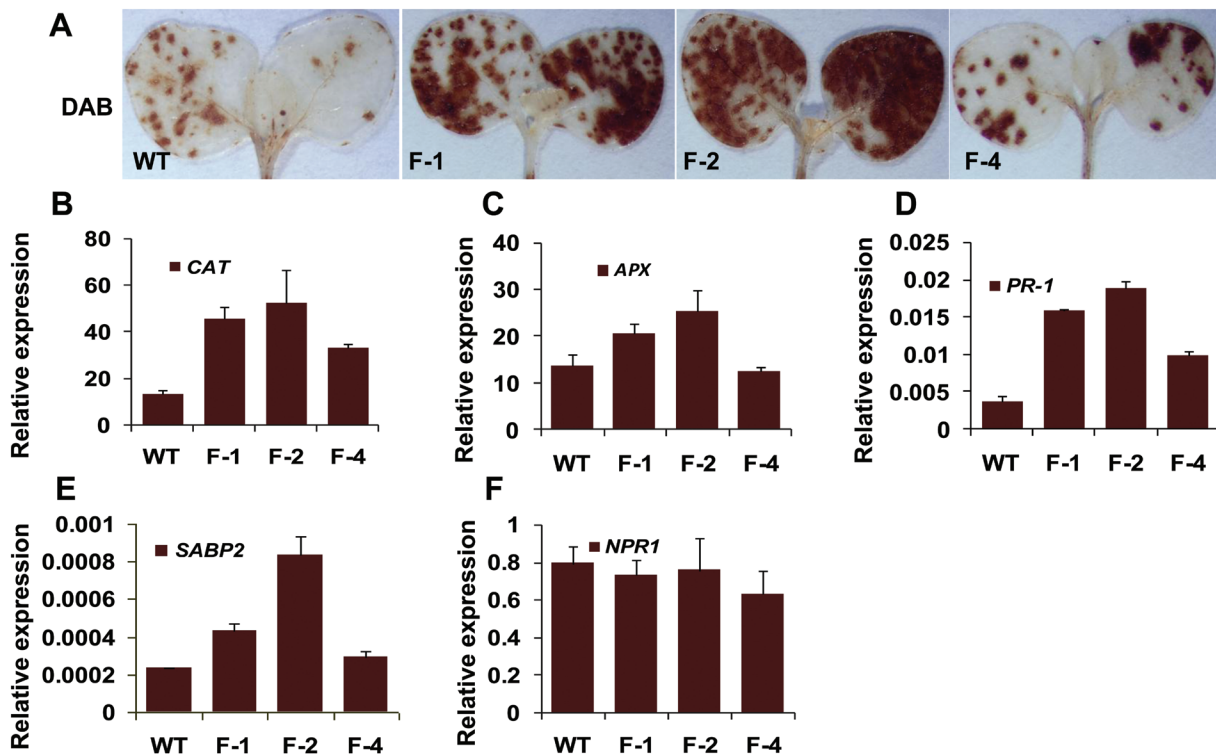 A
DAB
WT
F-1
F-2
F-4
B
Relative expression
80
60
40
20
0
CAT
WT F-1 F-2 F-4
C
Relative expression
40
30
20
10
0
APX
WT F-1 F-2 F-4
D
Relative expression
0.025
0.02
0.015
0.01
0.005
0
PR-1
WT F-1 F-2 F-4
E
Relative expression
0.001
0.0008
0.0006
0.0004
0.0002
0
SABP2
WT F-1 F-2 F-4
F
Relative expression
1
0.8
0.6
0.4
0.2
0
NPR1
WT F-1 F-2 F-4